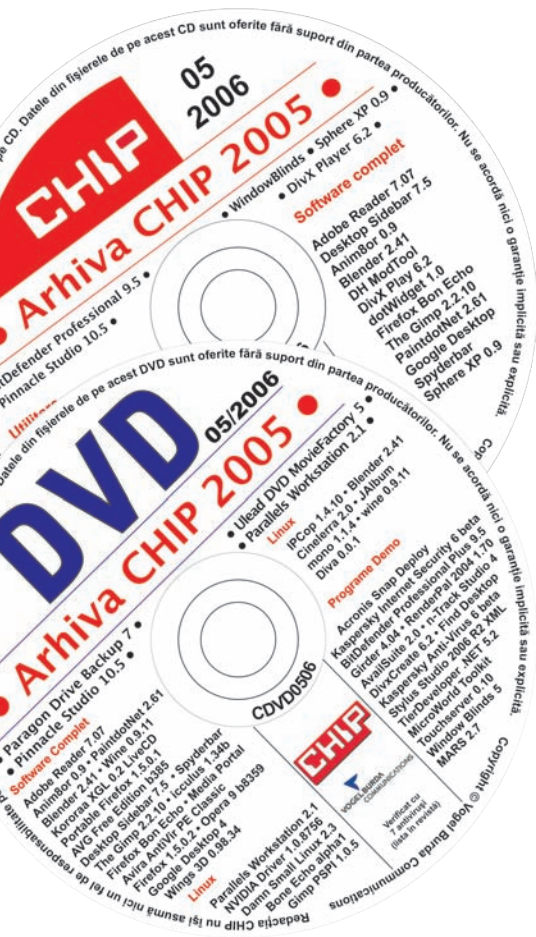 pe CD. Datele din fişierele de pe acest CD sunt oferite fără suport din partea producătorilor. Nu se acordă nici o garanţie implicită sau explicită.
05
2006
CHIP
• Arhiva CHIP 2005 •
• WindowBlinds • Sphere XP 0.9 •
• DivX Player 6.2 •
Defender Professional 9.5 •
Pinnacle Studio 10.5 •
Software complet
Adobe Reader 7.07
Desktop Sidebar 7.5
Anim8or 0.9
Blender 2.41
DH ModTool
DivX Play 6.2
dotWidget 1.0
Firefox Bon Echo
The Gimp 2.2.10
PaintdotNet 2.61
Google Desktop
Spyderbar
Sphere XP 0.9
Datele din fişierele de pe acest DVD sunt oferite fără suport din partea producătorilor. Nu se acordă nici o garanţie implicită sau explicită.
DVD
05/2006
• Arhiva CHIP 2005 •
• Ulead DVD MovieFactory 5 •
• Parallels Workstation 2.1 •
• Paragon Drive Backup 7 •
• Pinnacle Studio 10.5 •
Linux
IPCop 1.4.10 • Blender 2.41
Cinelerra 2.0 • JAlbum
mono 1.1.4 • wine 0.9.11
Diva 0.0.1
Programe Demo
Acronis Snap Deploy
Kaspersky Internet Security 6 beta
BitDefender Professional Plus 9.5
Girder 4.04 • RenderPal 2004 1.70
AvailSuite 2.0 • n-Track Studio 4
DivxCreate 6.2 • Find Desktop
Kaspersky Anti-Virus 6 beta
Stylus Studio 2006 R2 XML
TierDeveloper .NET 5.2
MicroWorld Toolkit
Touchserver 0.10
Window Blinds 5
MARS 2.7
CDVD0506
Software Complet
Adobe Reader 7.07
Anim8or 0.9 • PaintdotNet 2.61
Blender 2.41 • Wine 0.9.11
Kororaa XGL 0.2 LiveCD
Portable Firefox 1.5.0.1
AVG Free Edition b385
Desktop Sidebar 7.5 • Spyderbar
The Gimp 2.2.10 • iculus 1.34b
Firefox Bon Echo • Media Portal
Avira AntiVir PE Classic
Firefox 1.5.0.2 • Opera 9 b8359
Google Desktop 4
Wings 3D 0.98.34
Linux
Parallels Workstation 2.1
NVIDIA Driver 1.0.8756
Damn Small Linux 2.3
Bone Echo alpha1
Gimp PSPI 1.0.5
CHIP
VOGEL BURDA
COMMUNICATIONS
Verificat cu
7 antiviruşi
(lista în revistă)
Copyright © Vogel Burda Communications
Redacţia CHIP nu îşi asumă nici un fel de responsabilitate